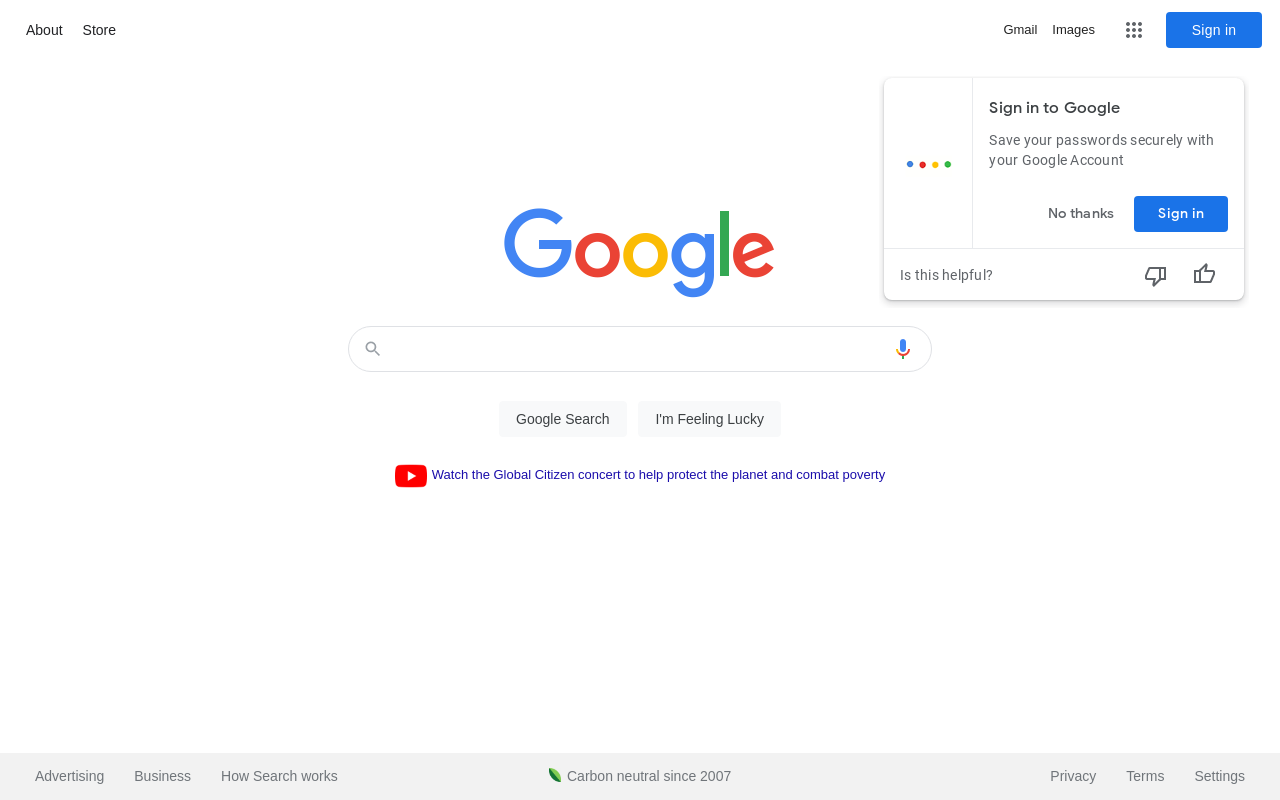 About Store Gmail Images Sign in
Sign in to Google
Save your passwords securely with
your Google Account
No thanks Sign in
Is this helpful?
Google
Google Search I'm Feeling Lucky
Watch the Global Citizen concert to help protect the planet and combat poverty
Advertising Business How Search works Carbon neutral since 2007 Privacy Terms Settings